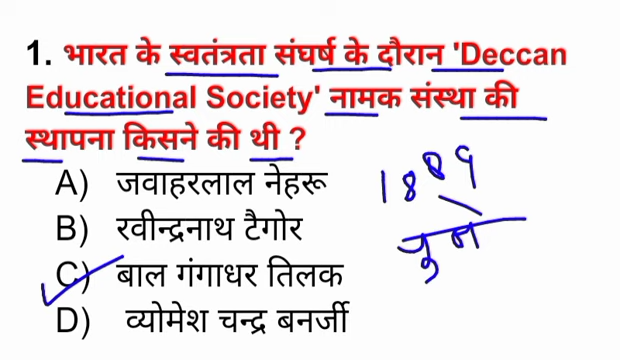 1. भारत के स्वतंत्रता संघर्ष के दौरान 'Deccan
Educational Society' नामक संस्था की
स्थापना किसने की थी ?
A) जवाहरलाल नेहरू
B) रवीन्द्रनाथ टैगोर
C) बाल गंगाधर तिलक
D) व्योमेश चन्द्र बनर्जी